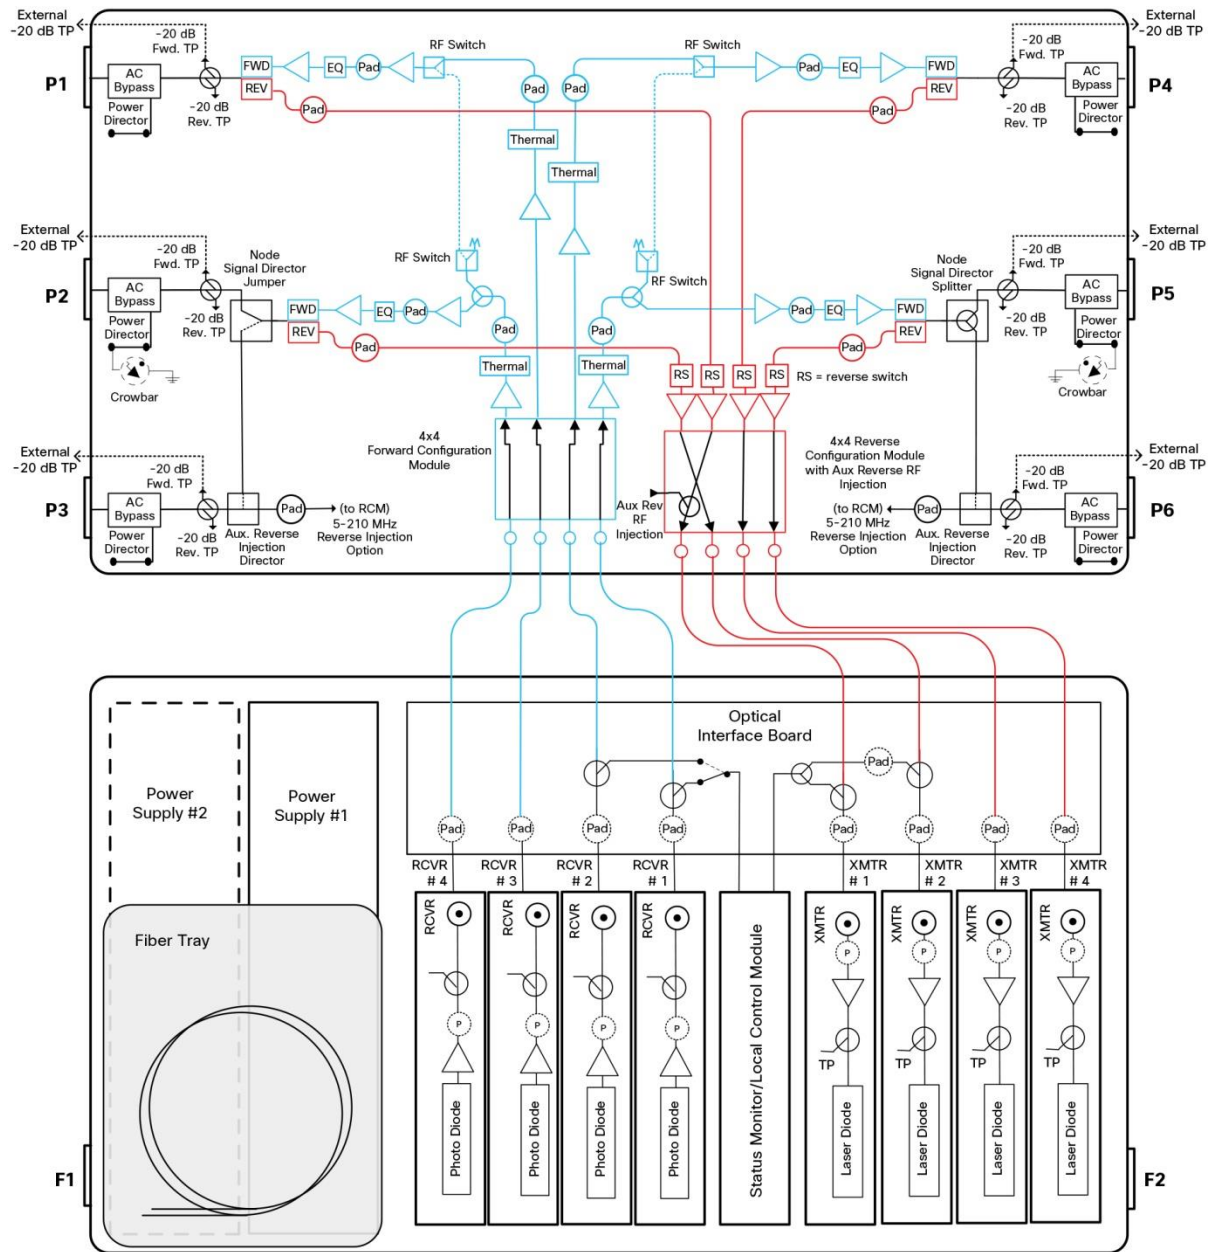 External
-20 dB TP
-20 dB
Fwd. TP
P1
AC
Bypass
Power
Director
-20 dB
Rev. TP
FWD
REV
EQ
Pad
RF Switch
Pad
Pad
Thermal
Pad
RF Switch
Thermal
Pad
EQ
FWD
REV
Pad
-20 dB
Fwd. TP
-20 dB
Rev. TP
AC
Bypass
Power
Director
External
-20 dB TP
P4
External
-20 dB TP
-20 dB
Fwd. TP
P2
AC
Bypass
Power
Director
-20 dB
Rev. TP
Crowbar
Node
Signal Director
Jumper
FWD
REV
EQ
Pad
Pad
RF Switch
Pad
Thermal
RF Switch
Pad
Thermal
Pad
EQ
FWD
REV
Pad
Node
Signal Director
Splitter
-20 dB
Fwd. TP
-20 dB
Rev. TP
AC
Bypass
Power
Director
Crowbar
External
-20 dB TP
P5
RS
RS
RS
RS
RS = reverse switch
4x4
Forward Configuration
Module
4x4 Reverse
Configuration Module
with Aux Reverse RF
Injection
Aux Rev
RF
Injection
External
-20 dB TP
-20 dB
Fwd. TP
P3
AC
Bypass
Power
Director
-20 dB
Rev. TP
Aux. Reverse
Injection
Director
Pad
(to RCM)
5-210 MHz
Reverse Injection
Option
(to RCM)
5-210 MHz
Reverse Injection
Option
Pad
Aux. Reverse
Injection
Director
-20 dB
Fwd. TP
-20 dB
Rev. TP
AC
Bypass
Power
Director
External
-20 dB TP
P6
Power
Supply #2
Power
Supply #1
Fiber Tray
F1
Optical
Interface Board
Pad
Pad
Pad
Pad
Pad
Pad
Pad
Pad
Pad
RCVR
# 4
RCVR
# 3
RCVR
# 2
RCVR
# 1
XMTR
# 1
XMTR
# 2
XMTR
# 3
XMTR
# 4
RCVR
P
Photo Diode
RCVR
P
Photo Diode
RCVR
P
Photo Diode
RCVR
P
Photo Diode
Status Monitor/Local Control Module
XMTR
P
TP
Laser Diode
XMTR
P
TP
Laser Diode
XMTR
P
TP
Laser Diode
XMTR
P
TP
Laser Diode
F2